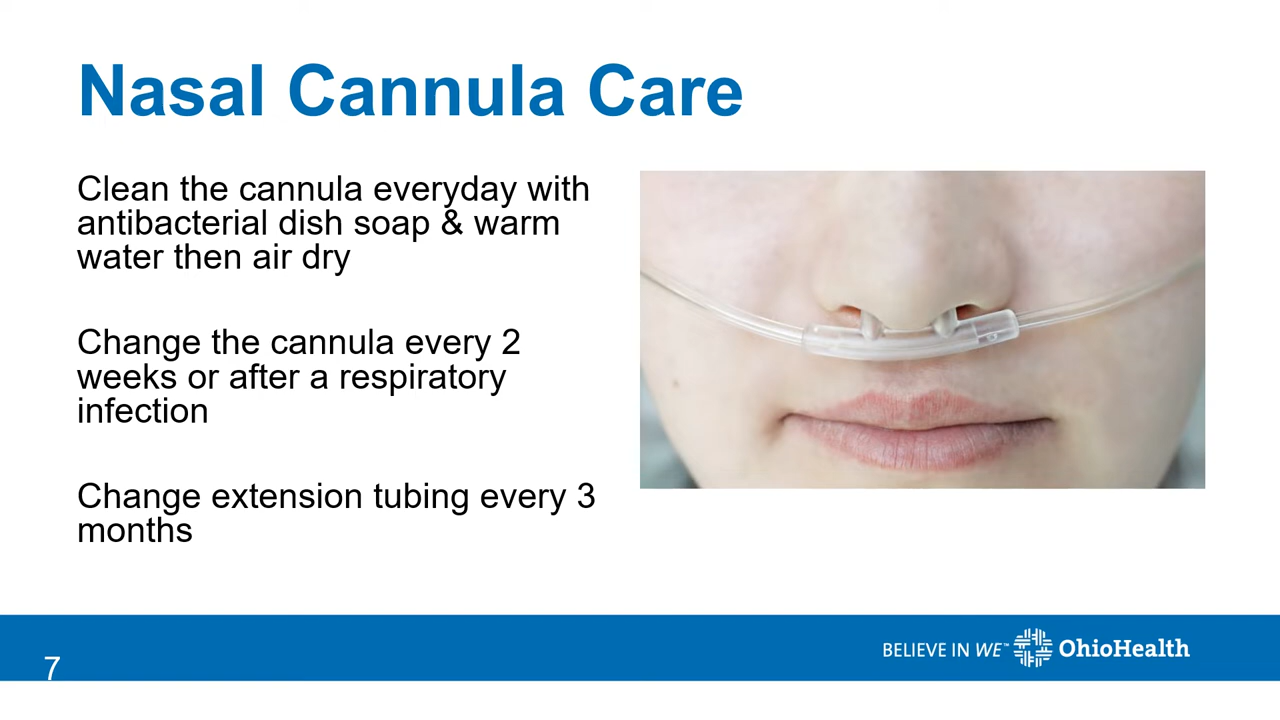 Nasal Cannula Care
Clean the cannula everyday with
antibacterial dish soap & warm
water then air dry
Change the cannula every 2
weeks or after a respiratory
infection
Change extension tubing every 3
months
7
BELIEVE IN WE™ OhioHealth